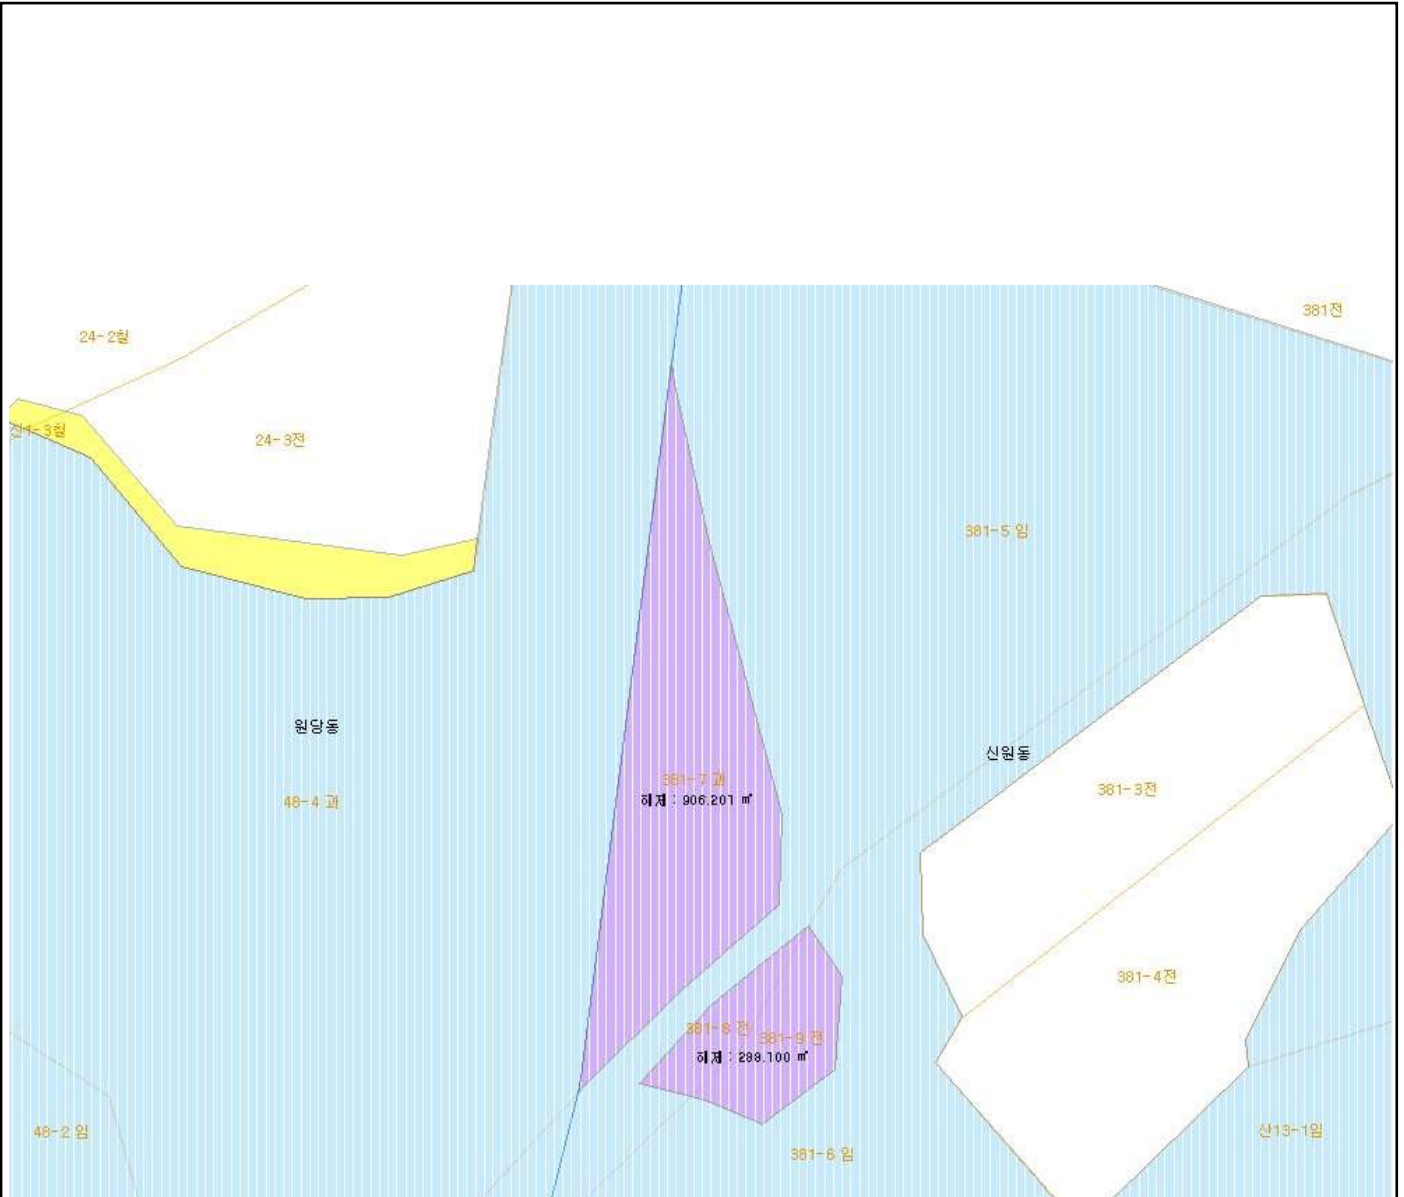 381전
24-2철
산1-3철
24-3전
381-5 임
원당동
신원동
381-7 과
해제 : 906.201 ㎡
381-3전
48-4 과
381-4전
381-8 전
381-9 전
해제 : 299.100 ㎡
48-2 임
산13-1임
381-6 임